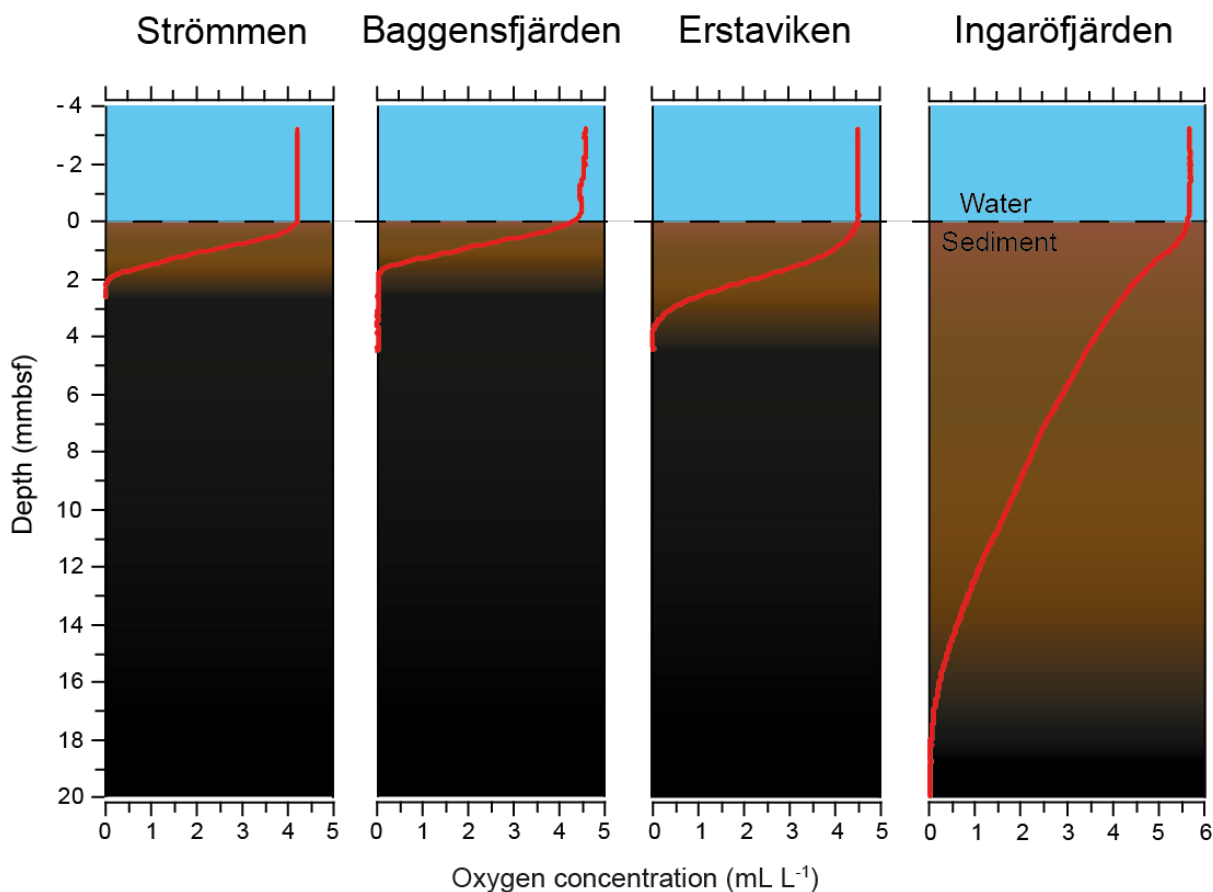 Strömmen Baggensfjärden Erstaviken Ingaröfjärden
- 4
- 2
0
2
4
6
8
10
12
14
16
18
20
Depth (mmbsf)
Water
Sediment
0 1 2 3 4 5 0 1 2 3 4 5 0 1 2 3 4 5 0 1 2 3 4 5 6
Oxygen concentration (mL L⁻¹)